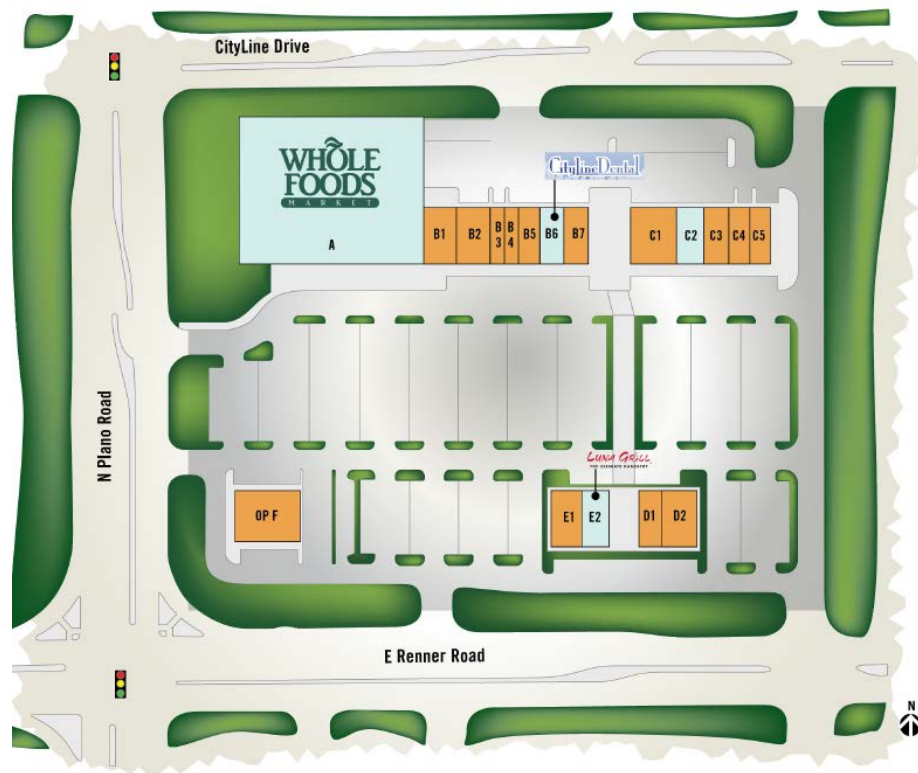 CityLine Drive
WHOLE
FOODS
MARKET
A
CityLineDental
B1
B2
B
3
B
4
B5
B6
B7
C1
C2
C3
C4
C5
N Plano Road
LUNA GRILL
OP F
E1
E2
D1
D2
E Renner Road
N